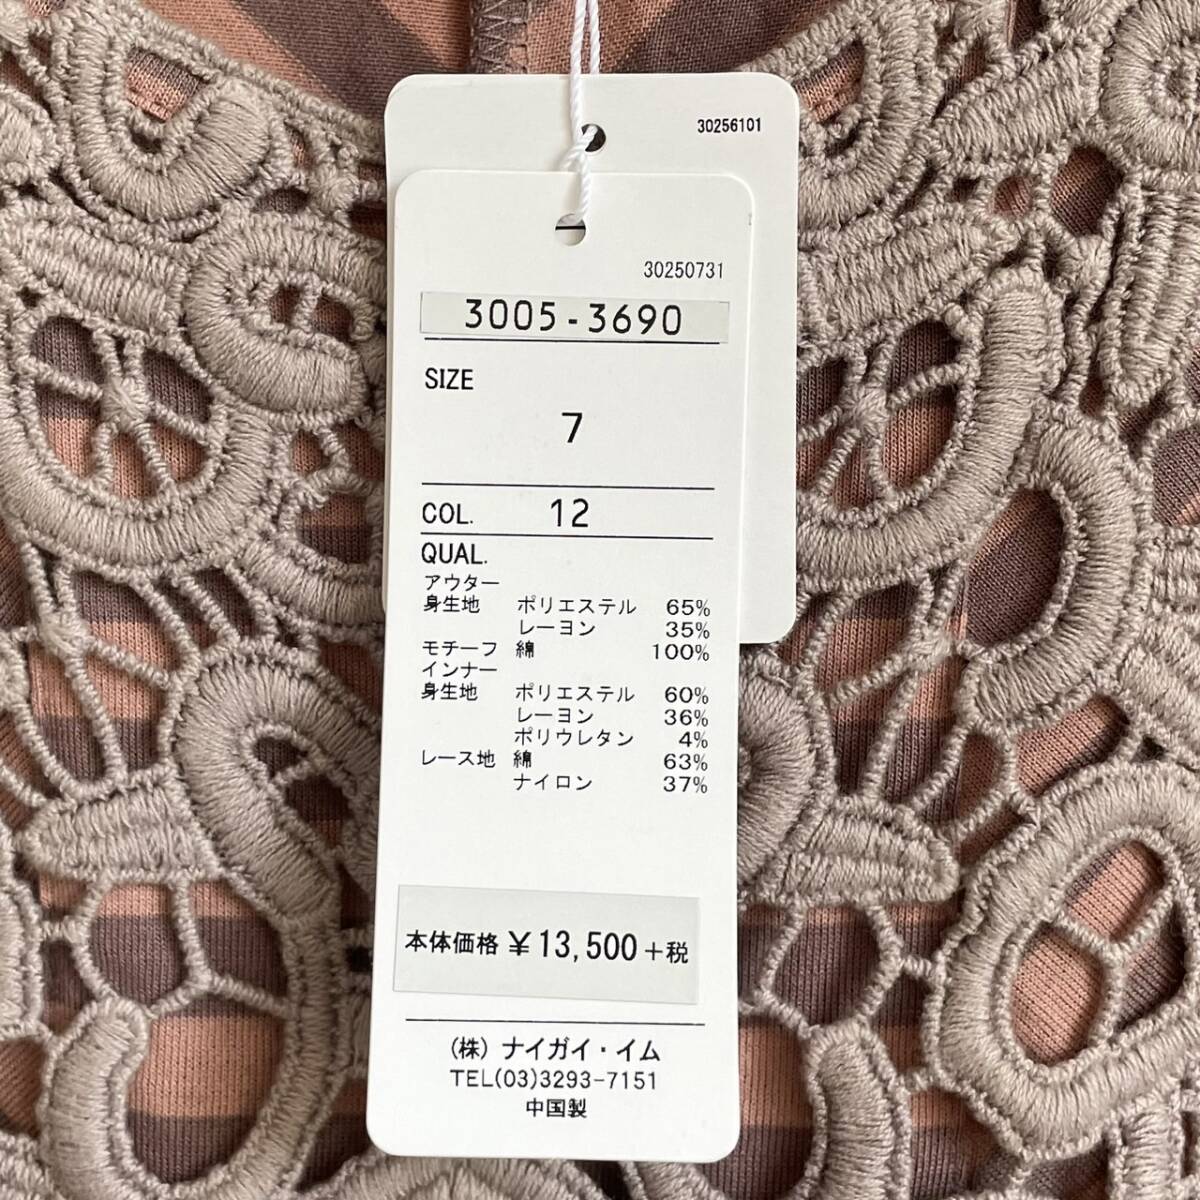 30256101
30250731
3005-3690
SIZE
7
COL. 12
QUAL.
アウター
身生地 ポリエステル 65%
レーヨン 35%
モチーフ 綿 100%
インナー
身生地 ポリエステル 60%
レーヨン 36%
ポリウレタン 4%
レース地 綿 63%
ナイロン 37%
本体価格 ¥13,500+税
(株) ナイガイ・イム
TEL(03)3293-7151
中国製